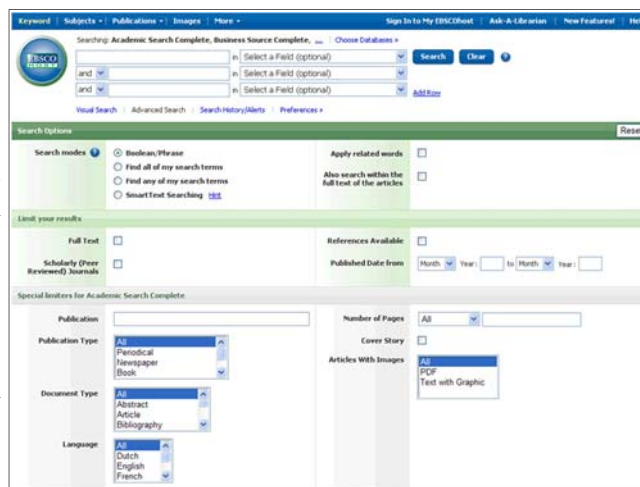 Keyword Subjects Publications Images More Sign In to My EBSCOhost Ask-A-Librarian New Features! Hel
Searching: Academic Search Complete, Business Source Complete, ... Choose Databases »
EBSCO
HOST
in Select a Field (optional) Search Clear
and in Select a Field (optional)
and in Select a Field (optional) Add Row
Visual Search Advanced Search Search History/Alerts Preferences »
Search Options Rese
Search modes Boolean/Phrase
Find all of my search terms
Find any of my search terms
SmartText Searching Hint
Apply related words
Also search within the
full text of the articles
Limit your results
Full Text References Available
Scholarly (Peer
Reviewed) Journals
Published Date from Month Year: to Month Year:
Special limiters for Academic Search Complete
Publication Number of Pages All
Publication Type All
Periodical
Newspaper
Book
Cover Story
Articles With Images All
PDF
Text with Graphic
Document Type All
Abstract
Article
Bibliography
Language All
Dutch
English
French